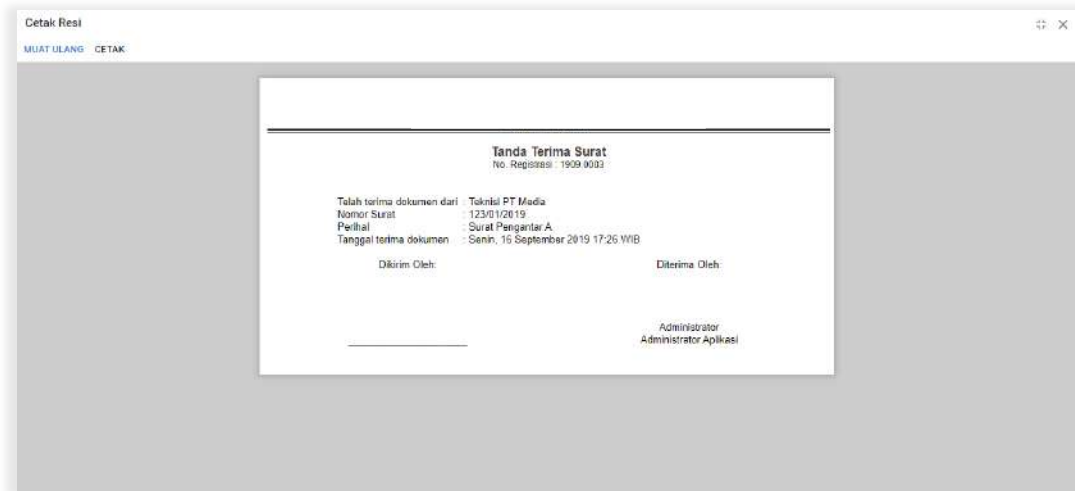 Cetak Resi
MUAT ULANG CETAK
Tanda Terima Surat
No. Registrasi : 1909.0003
Telah terima dokumen dari : Teknisi PT Media
Nomor Surat : 123/01/2019
Perihal : Surat Pengantar A
Tanggal terima dokumen : Senin, 16 September 2019 17:26 WIB
Dikirim Oleh: Diterima Oleh:
Administrator
Administrator Aplikasi